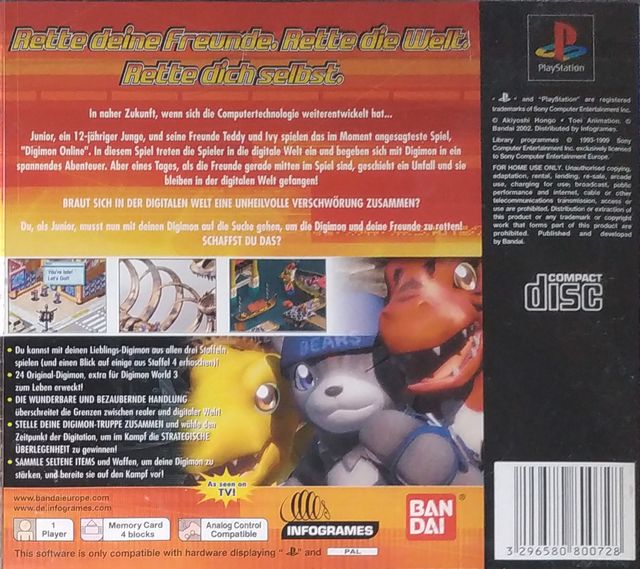 Rette deine Freunde. Rette die Welt.
Rette dich selbst.
In naher Zukunft, wenn sich die Computertechnologie weiterentwickelt hat...
Junior, ein 12-jähriger Junge, und seine Freunde Teddy und Ivy spielen das im Moment angesagteste Spiel,
"Digimon Online". In diesem Spiel treten die Spieler in die digitale Welt ein und begeben sich mit Digimon in ein
spannendes Abenteuer. Aber eines Tages, als die Freunde gerade mitten im Spiel sind, geschieht ein Unfall und sie
bleiben in der digitalen Welt gefangen!
BRAUT SICH IN DER DIGITALEN WELT EINE UNHEILVOLLE VERSCHWÖRUNG ZUSAMMEN?
Du, als Junior, musst nun mit deinen Digimon auf die Suche gehen, um die Digimon und deine Freunde zu retten!
SCHAFFST DU DAS?
You're late!
Let's Go!!
BEARS
• Du kannst mit deinen Lieblings-Digimon aus allen drei Staffeln
spielen (und einen Blick auf einige aus Staffel 4 erhaschen)!
• 24 Original-Digimon, extra für Digimon World 3
zum Leben erweckt!
• DIE WUNDERBARE UND BEZAUBERNDE HANDLUNG
überschreitet die Grenzen zwischen realer und digitaler Welt!
• STELLE DEINE DIGIMON-TRUPPE ZUSAMMEN und wähle den
Zeitpunkt der Digitation, um im Kampf die STRATEGISCHE
ÜBERLEGENHEIT zu gewinnen!
• SAMMLE SELTENE ITEMS und Waffen, um deine Digimon zu
stärken, und bereite sie auf den Kampf vor!
As seen on
TV!
www.bandaieurope.com
www.de.infogrames.com
1
Player
Memory Card
4 blocks
Analog Control
Compatible
INFOGRAMES
BAN
DAI
This software is only compatible with hardware displaying " " and PAL
PlayStation
" " and "PlayStation" are registered
trademarks of Sony Computer Entertainment Inc.
© Akiyoshi Hongo • Toei Animation. ©
Bandai 2002. Distributed by Infogrames.
Library programmes © 1993-1999 Sony
Computer Entertainment Inc. exclusively licensed
to Sony Computer Entertainment Europe.
FOR HOME USE ONLY. Unauthorised copying,
adaptation, rental, lending, re-sale, arcade
use, charging for use, broadcast, public
performance and internet, cable or other
telecommunications transmission, access or
use are prohibited. Distribution or extraction of
this product or any trademark or copyright
work that forms part of this product are
prohibited. Published and developed
by Bandai.
COMPACT
disc
3 296580 800728